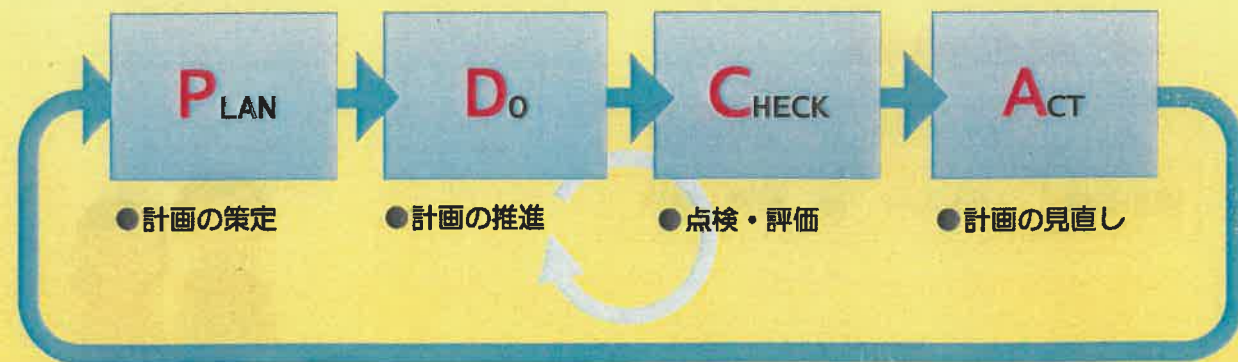 PLAN
DO
CHECK
ACT
●計画の策定
●計画の推進
●点検・評価
●計画の見直し